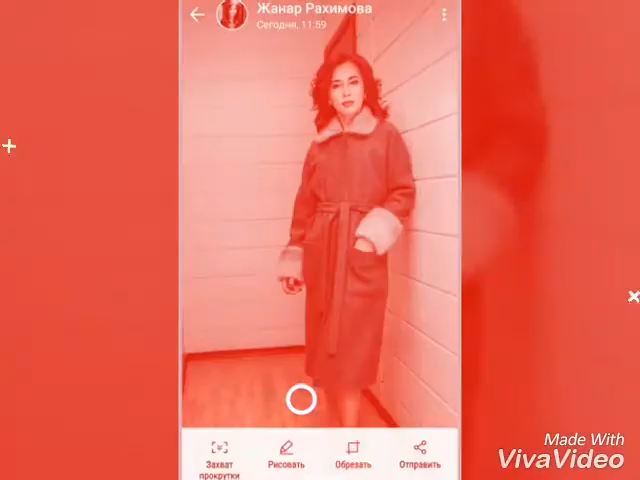 Жанар Рахимова
Сегодня, 11:59
Захват
прокрутки
Рисовать
Обрезать
Отправить
Made With
VivaVideo